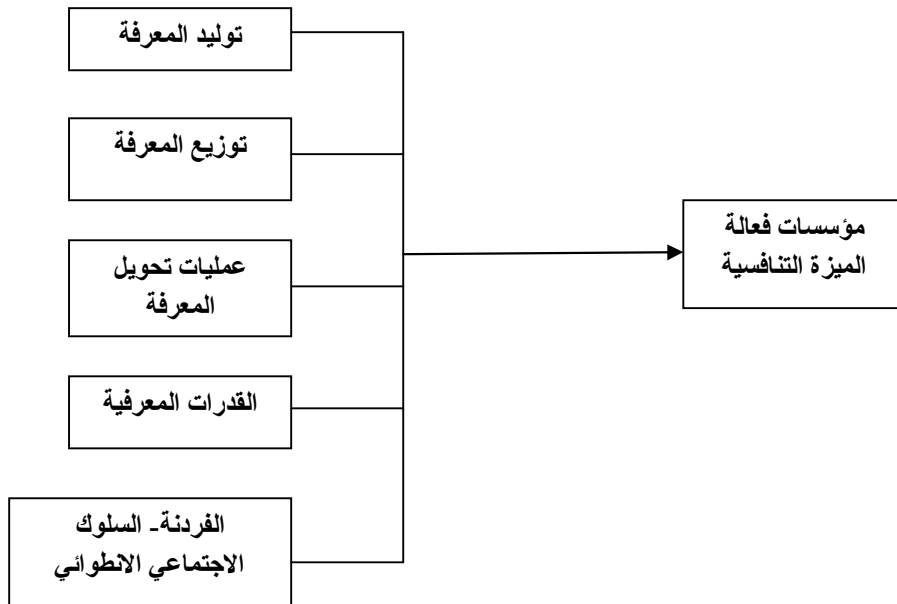 توليد المعرفة
توزيع المعرفة
عمليات تحويل
المعرفة
القدرات المعرفية
الفردنة- السلوك
الاجتماعي الانطوائي
مؤسسات فعالة
الميزة التنافسية